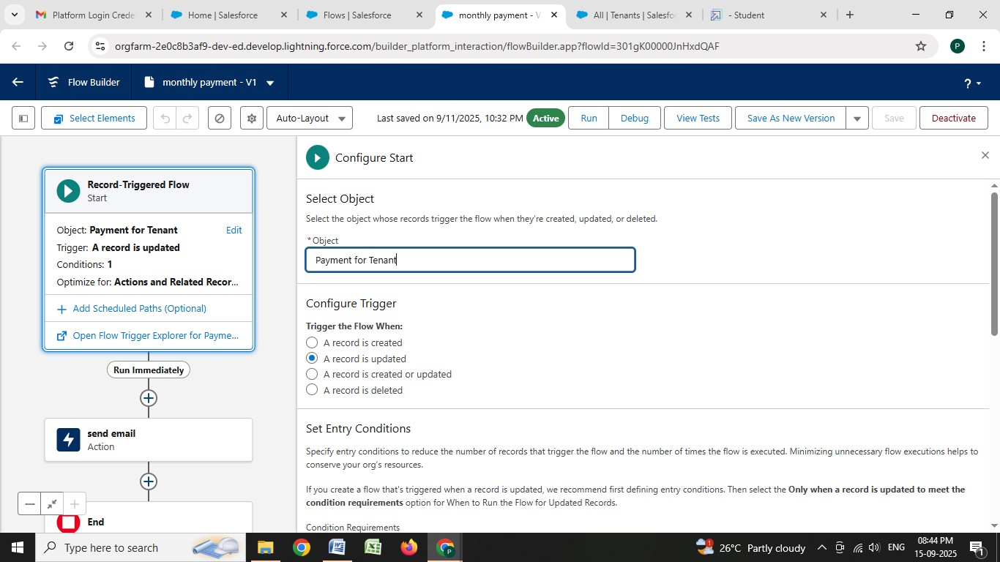 Platform Login Crede
Home | Salesforce
Flows | Salesforce
monthly payment - V
All | Tenants | Salesfo
- Student
orgfarm-2e0c8b3af9-dev-ed.develop.lightning.force.com/builder_platform_interaction/flowBuilder.app?flowId=301gK00000JnHxdQAF
P
Flow Builder
monthly payment - V1
?
Select Elements
Auto-Layout
Last saved on 9/11/2025, 10:32 PM
Active
Run
Debug
View Tests
Save As New Version
Save
Deactivate
Record-Triggered Flow
Start
Object: Payment for Tenant
Edit
Trigger: A record is updated
Conditions: 1
Optimize for: Actions and Related Recor...
Add Scheduled Paths (Optional)
Open Flow Trigger Explorer for Payme...
Run Immediately
send email
Action
End
Configure Start
Select Object
Select the object whose records trigger the flow when they're created, updated, or deleted.
*Object
Payment for Tenant
Configure Trigger
Trigger the Flow When:
A record is created
A record is updated
A record is created or updated
A record is deleted
Set Entry Conditions
Specify entry conditions to reduce the number of records that trigger the flow and the number of times the flow is executed. Minimizing unnecessary flow executions helps to
conserve your org's resources.
If you create a flow that's triggered when a record is updated, we recommend first defining entry conditions. Then select the Only when a record is updated to meet the
condition requirements option for When to Run the Flow for Updated Records.
Condition Requirements
Type here to search
26°C Partly cloudy
ENG
08:44 PM
15-09-2025
1